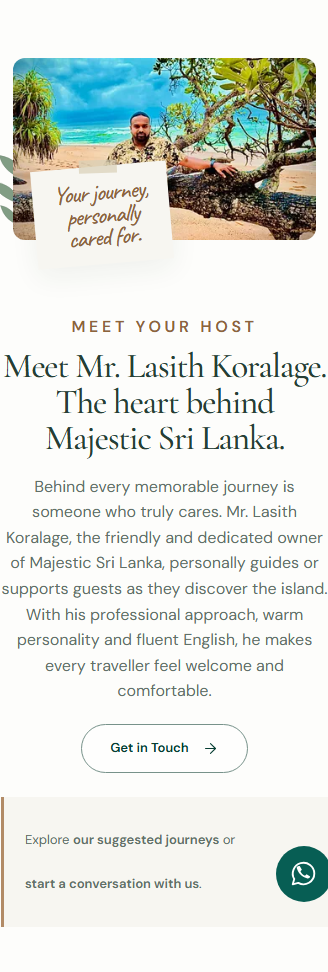 Your journey,
personally
cared for.
MEET YOUR HOST
Meet Mr. Lasith Koralage.
The heart behind
Majestic Sri Lanka.
Behind every memorable journey is
someone who truly cares. Mr. Lasith
Koralage, the friendly and dedicated owner
of Majestic Sri Lanka, personally guides or
supports guests as they discover the island.
With his professional approach, warm
personality and fluent English, he makes
every traveller feel welcome and
comfortable.
Get in Touch →
Explore our suggested journeys or
start a conversation with us.